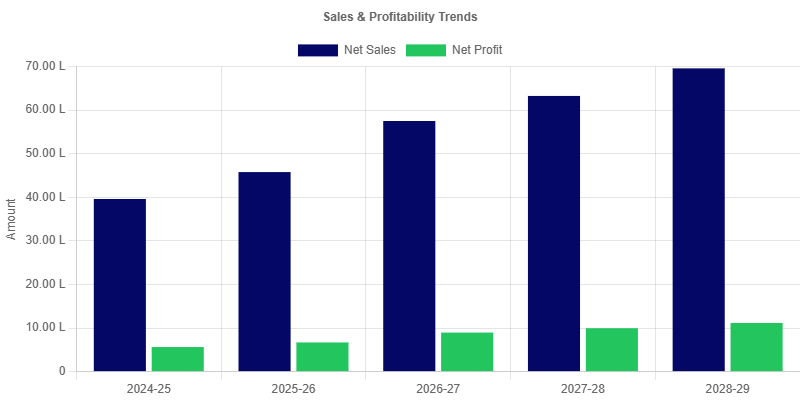 Sales & Profitability Trends
Net Sales Net Profit
70.00 L
60.00 L
50.00 L
40.00 L
30.00 L
20.00 L
10.00 L
0
Amount
2024-25 2025-26 2026-27 2027-28 2028-29